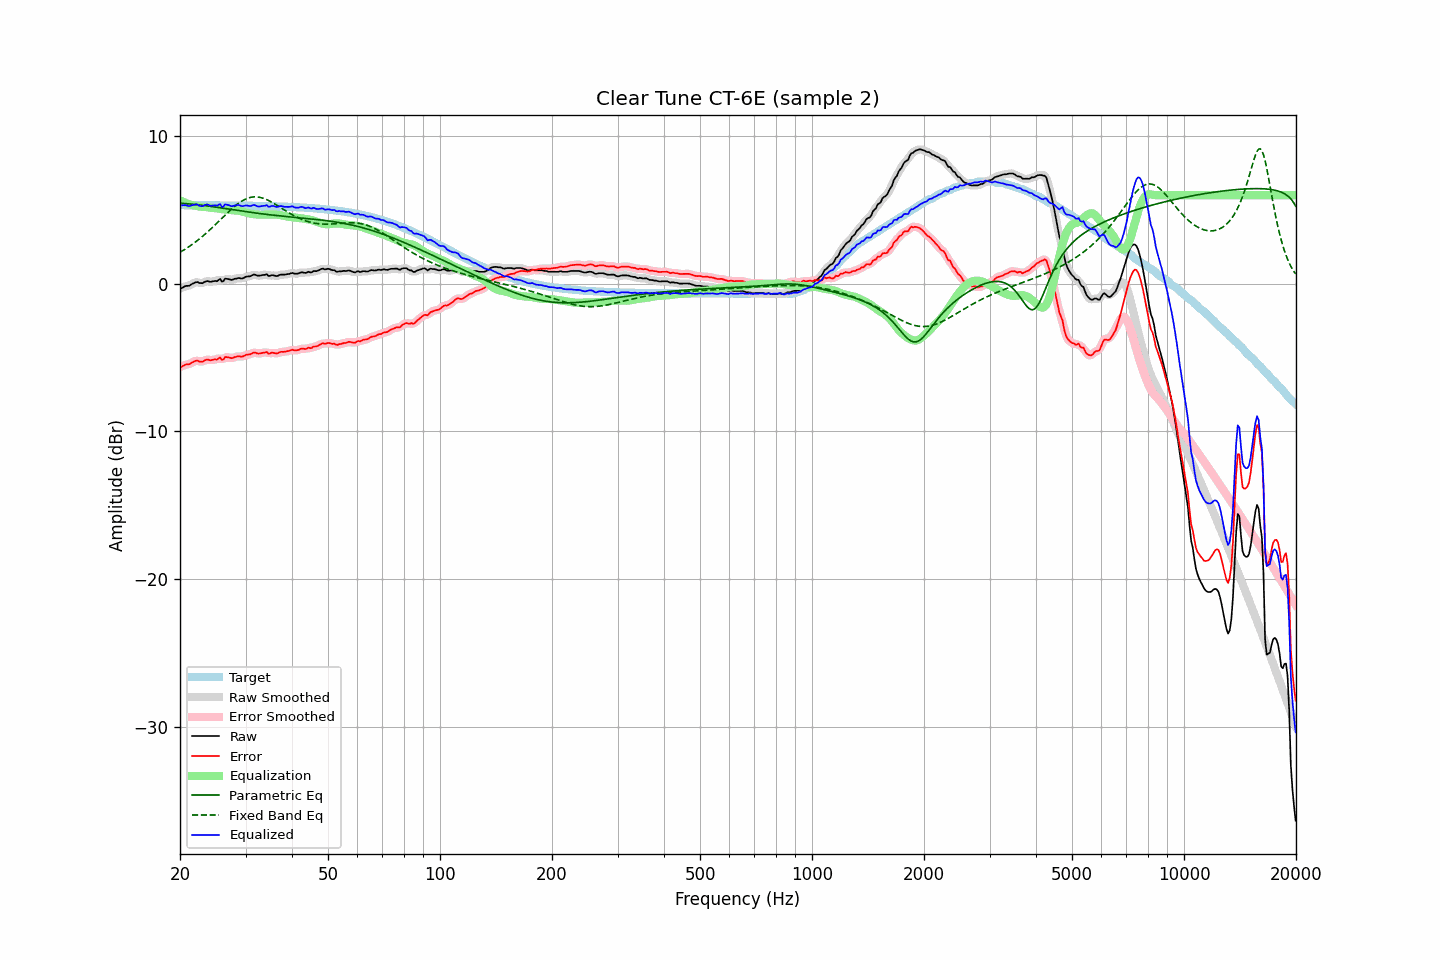 Clear Tune CT-6E (sample 2)
10
0
−10
−20
−30
Amplitude (dBr)
Target
Raw Smoothed
Error Smoothed
Raw
Error
Equalization
Parametric Eq
Fixed Band Eq
Equalized
20
50
100
200
500
1000
2000
5000
10000
20000
Frequency (Hz)